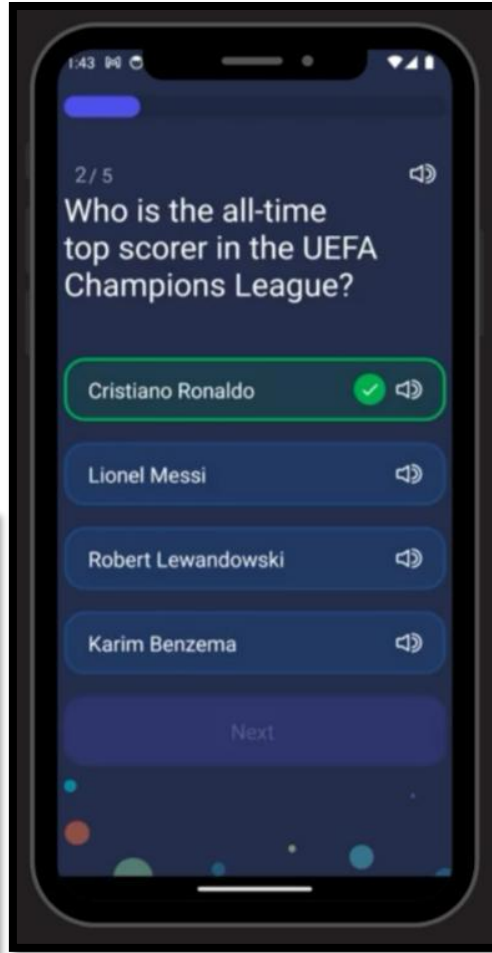 1:43
2/5
Who is the all-time
top scorer in the UEFA
Champions League?
Cristiano Ronaldo
Lionel Messi
Robert Lewandowski
Karim Benzema
Next